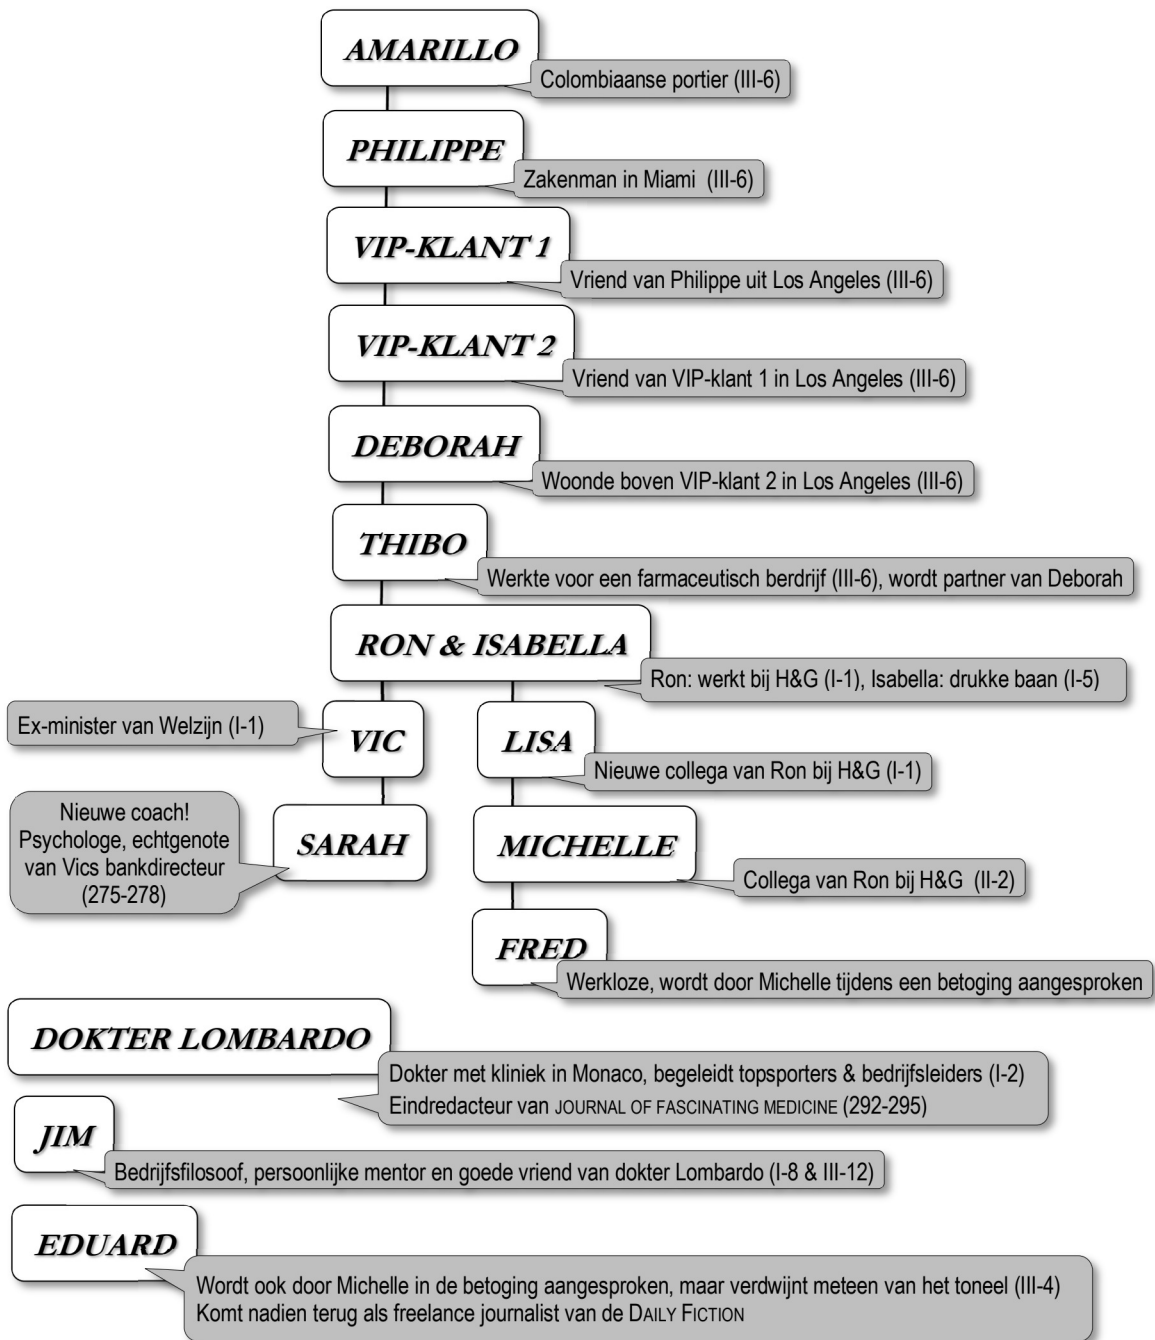 AMARILLO
Colombiaanse portier (III-6)
PHILIPPE
Zakenman in Miami (III-6)
VIP-KLANT 1
Vriend van Philippe uit Los Angeles (III-6)
VIP-KLANT 2
Vriend van VIP-klant 1 in Los Angeles (III-6)
DEBORAH
Woonde boven VIP-klant 2 in Los Angeles (III-6)
THIBO
Werkte voor een farmaceutisch berdrijf (III-6), wordt partner van Deborah
RON & ISABELLA
Ron: werkt bij H&G (I-1), Isabella: drukke baan (I-5)
Ex-minister van Welzijn (I-1)
VIC
LISA
Nieuwe collega van Ron bij H&G (I-1)
Nieuwe coach!
Psychologe, echtgenote
van Vics bankdirecteur
(275-278)
SARAH
MICHELLE
Collega van Ron bij H&G (II-2)
FRED
Werkloze, wordt door Michelle tijdens een betoging aangesproken
DOKTER LOMBARDO
Dokter met kliniek in Monaco, begeleidt topsporters & bedrijfsleiders (I-2)
Eindredacteur van JOURNAL OF FASCINATING MEDICINE (292-295)
JIM
Bedrijfsfilosoof, persoonlijke mentor en goede vriend van dokter Lombardo (I-8 & III-12)
EDUARD
Wordt ook door Michelle in de betoging aangesproken, maar verdwijnt meteen van het toneel (III-4)
Komt nadien terug als freelance journalist van de DAILY FICTION